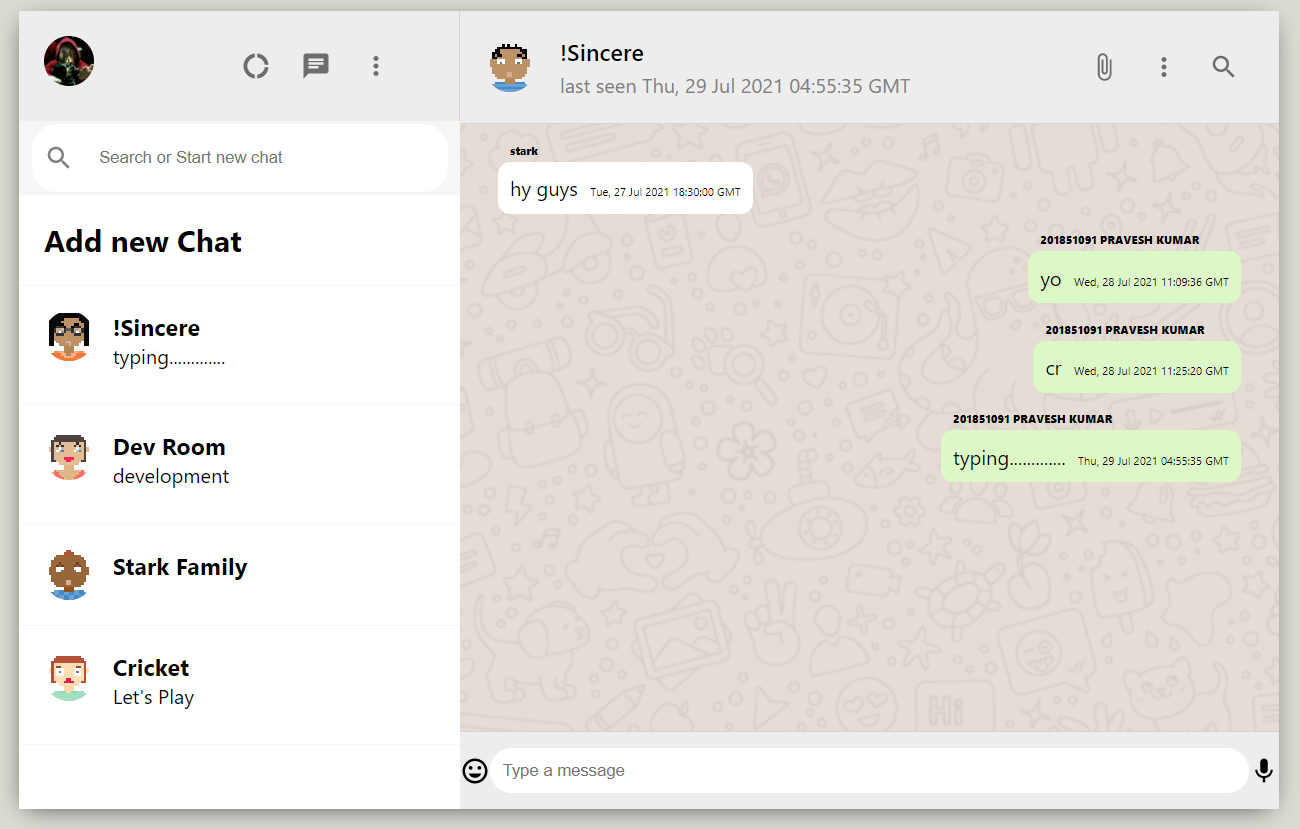 Search or Start new chat
Add new Chat
!Sincere
typing.............
Dev Room
development
Stark Family
Cricket
Let's Play
!Sincere
last seen Thu, 29 Jul 2021 04:55:35 GMT
stark
hy guys Tue, 27 Jul 2021 18:30:00 GMT
201851091 PRAVESH KUMAR
yo Wed, 28 Jul 2021 11:09:36 GMT
201851091 PRAVESH KUMAR
cr Wed, 28 Jul 2021 11:25:20 GMT
201851091 PRAVESH KUMAR
typing............. Thu, 29 Jul 2021 04:55:35 GMT
Hi
Type a message